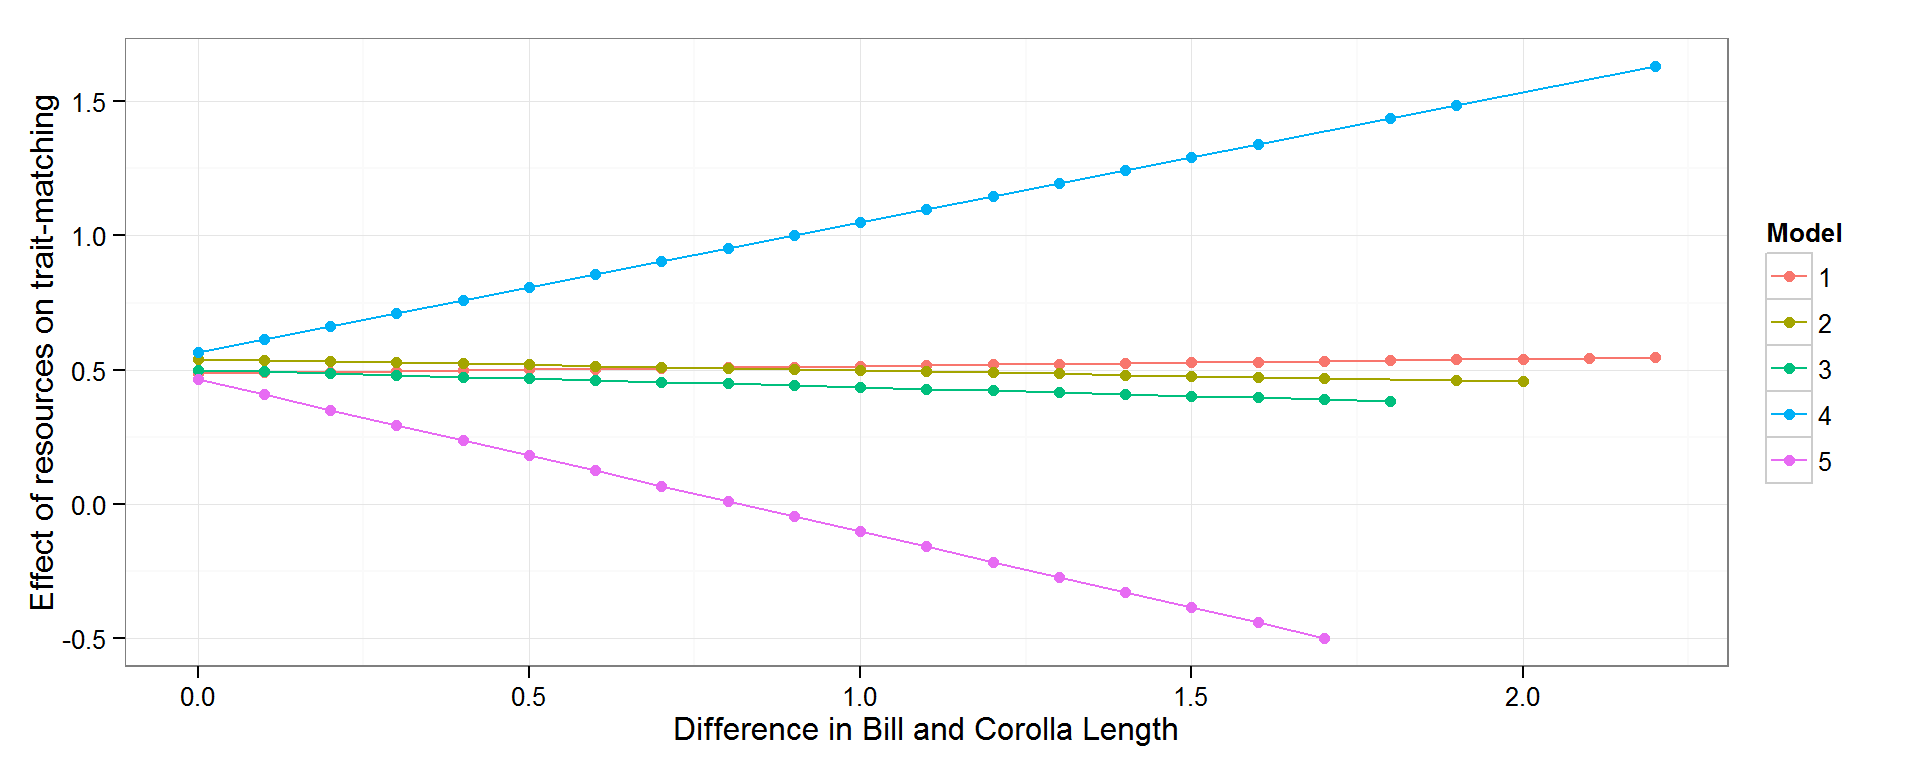 Effect of resources on trait-matching
1.5
1.0
0.5
0.0
-0.5
0.0 0.5 1.0 1.5 2.0
Difference in Bill and Corolla Length
Model
1
2
3
4
5